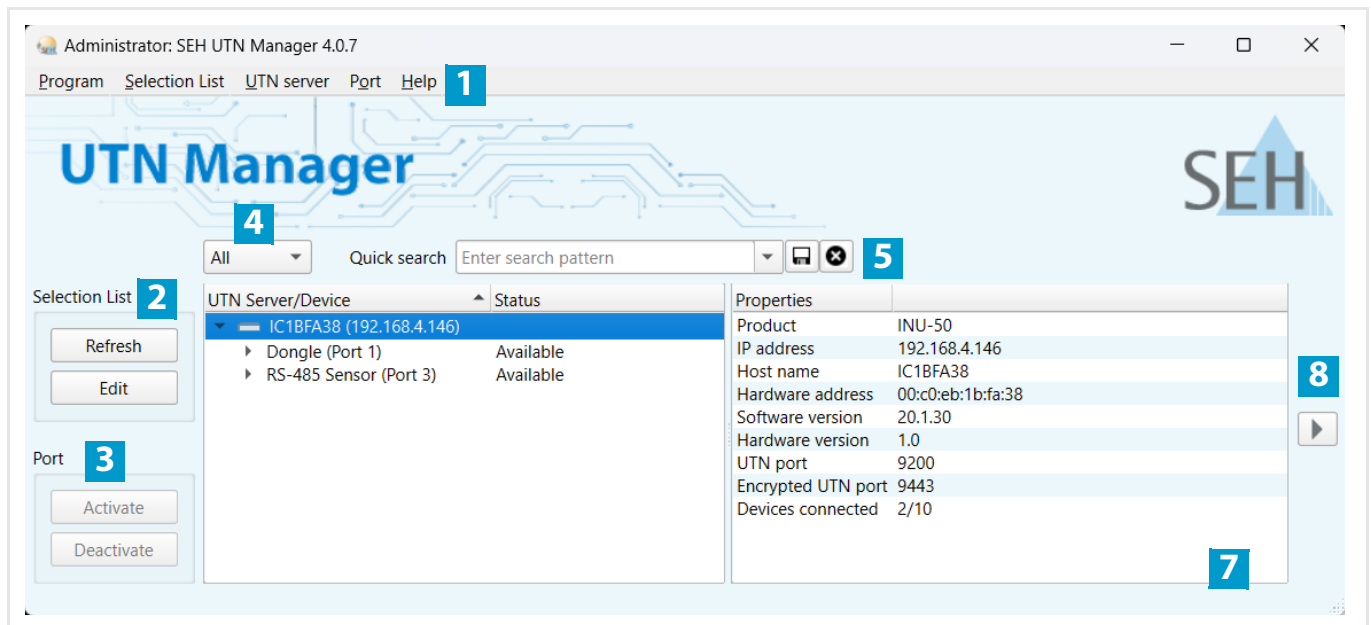 Administrator: SEH UTN Manager 4.0.7
Program Selection List UTN server Port Help 1
UTN Manager
SEH
4
All Quick search Enter search pattern 5
Selection List 2
Refresh
Edit
Port 3
Activate
Deactivate
UTN Server/Device Status
IC1BFA38 (192.168.4.146)
Dongle (Port 1) Available
RS-485 Sensor (Port 3) Available
Properties
Product INU-50
IP address 192.168.4.146
Host name IC1BFA38
Hardware address 00:c0:eb:1b:fa:38
Software version 20.1.30
Hardware version 1.0
UTN port 9200
Encrypted UTN port 9443
Devices connected 2/10
7
8